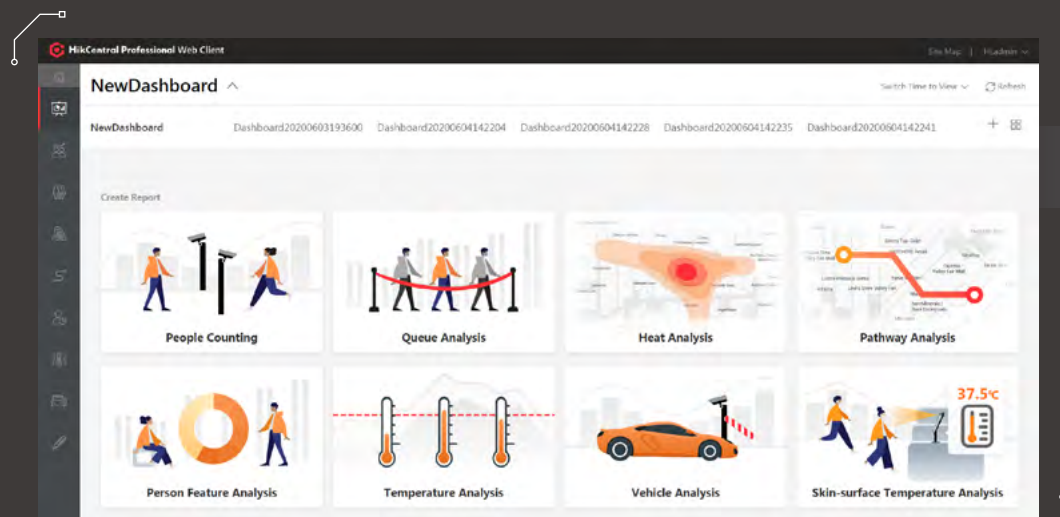 HikCentral Professional Web Client
Site Map | Hcadmin
NewDashboard
Switch Time to View
Refresh
NewDashboard Dashboard20200603193600 Dashboard20200604142204 Dashboard20200604142228 Dashboard20200604142235 Dashboard20200604142241
Create Report
People Counting
Queue Analysis
Heat Analysis
Pathway Analysis
37.5℃
Person Feature Analysis
Temperature Analysis
Vehicle Analysis
Skin-surface Temperature Analysis